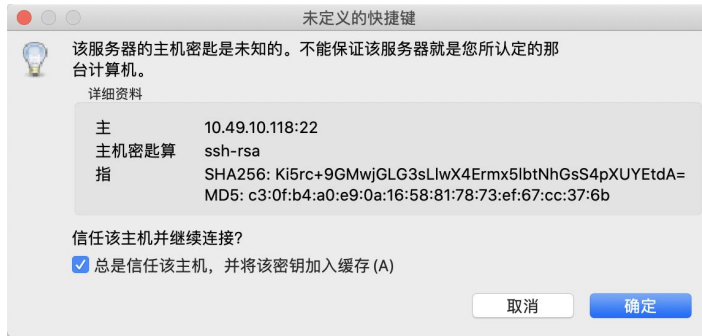 未定义的快捷键
该服务器的主机密匙是未知的。不能保证该服务器就是您所认定的那
台计算机。
详细资料
主 10.49.10.118:22
主机密匙算 ssh-rsa
指 SHA256: Ki5rc+9GMwjGLG3sLlwX4Ermx5lbtNhGsS4pXUYEtdA=
MD5: c3:0f:b4:a0:e9:0a:16:58:81:78:73:ef:67:cc:37:6b
信任该主机并继续连接?
总是信任该主机，并将该密钥加入缓存(A)
取消 确定